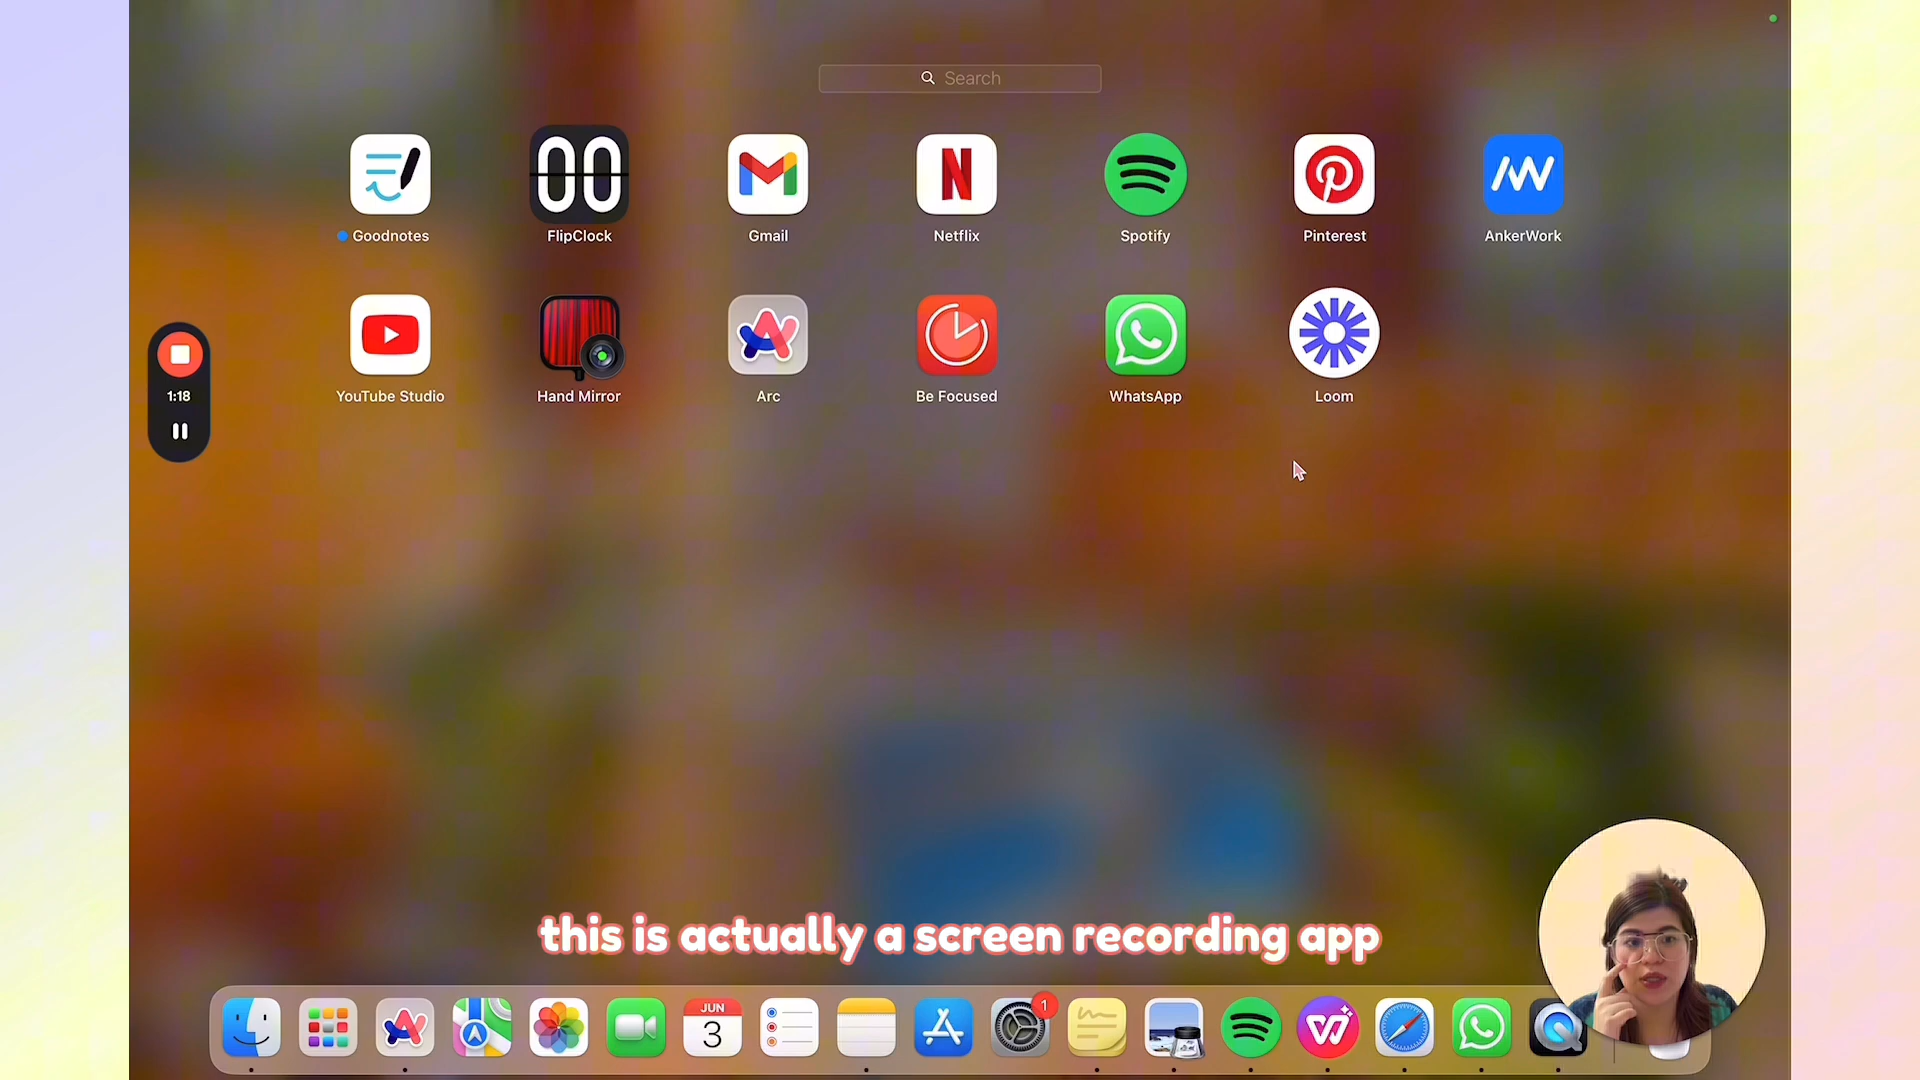 Search
00
Goodnotes
FlipClock
Gmail
Netflix
Spotify
Pinterest
AnkerWork
1:18
YouTube Studio
Hand Mirror
Arc
Be Focused
WhatsApp
Loom
this is actually a screen recording app
JUN
3
1